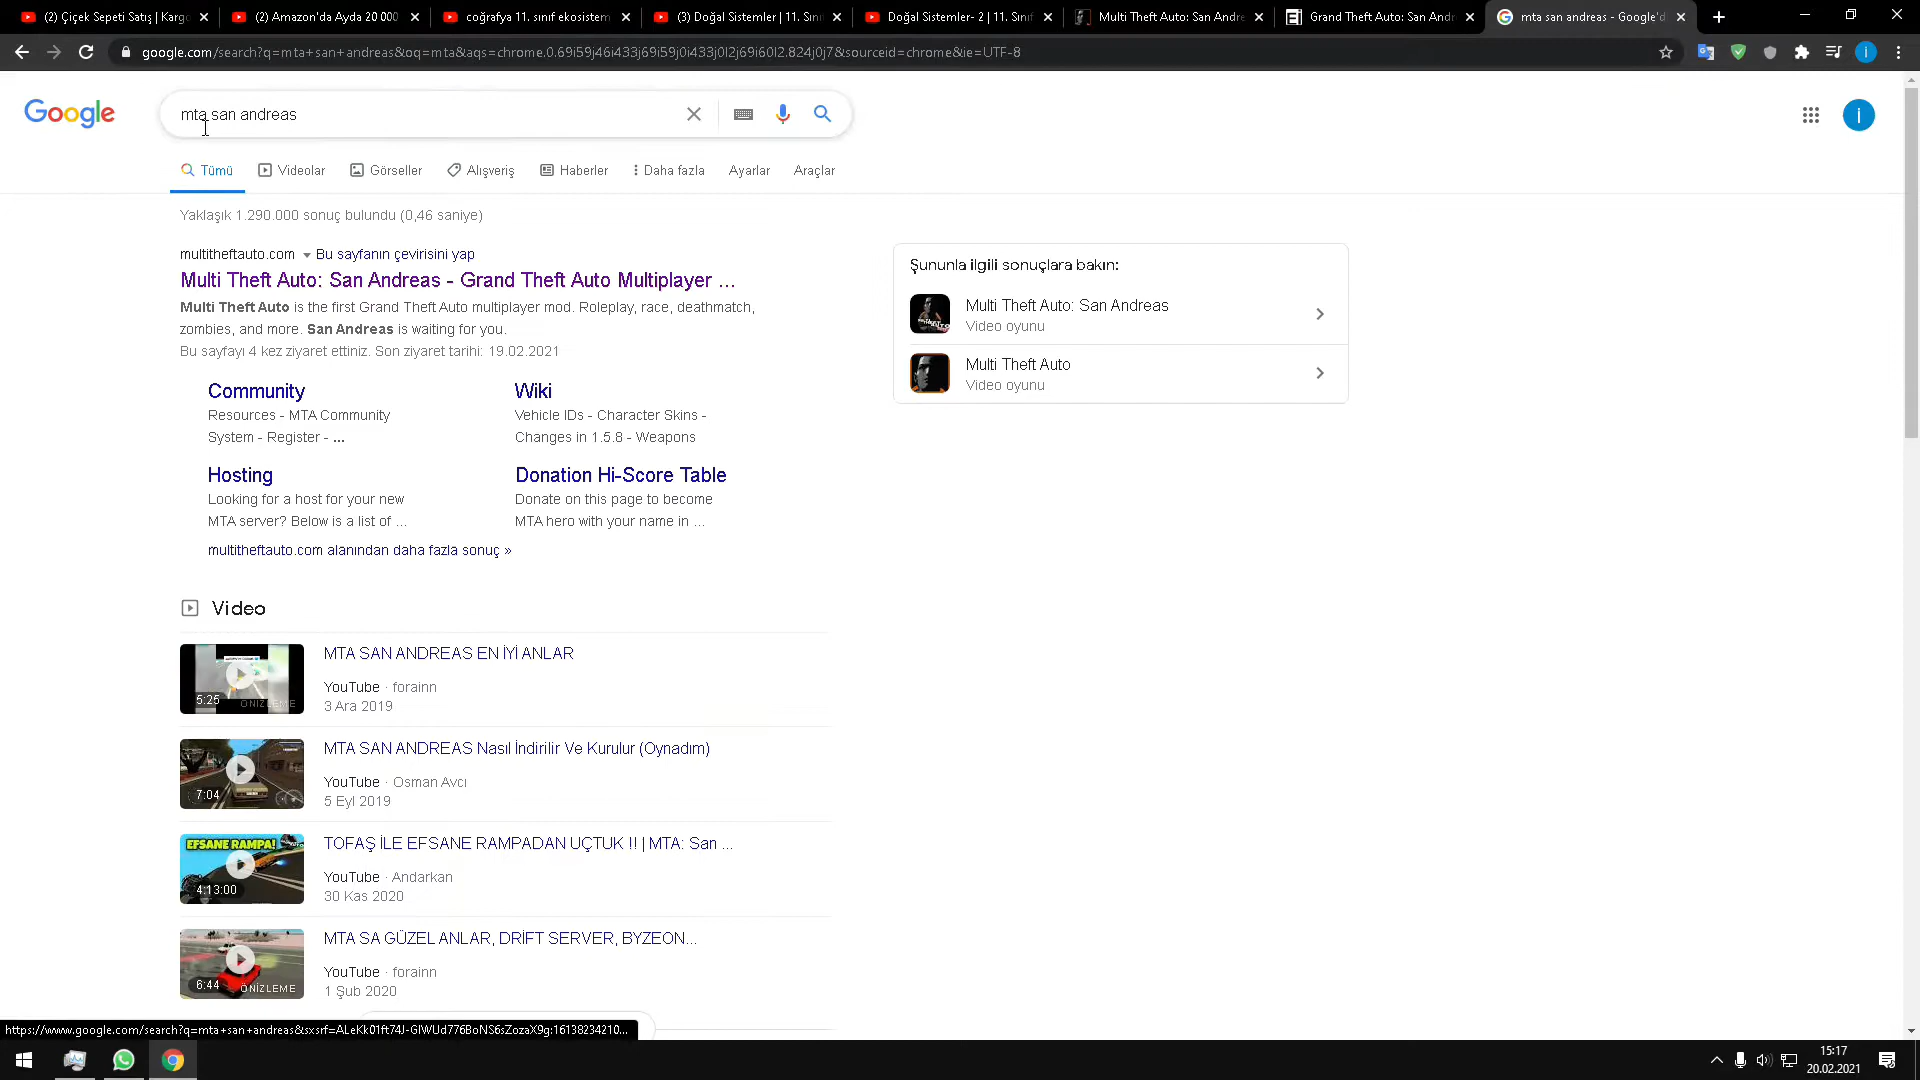 (2) Çiçek Sepeti Satış | Kargo
(2) Amazon'da Ayda 20 000
coğrafya 11. sınıf ekosistem
(3) Doğal Sistemler | 11. Sını
Doğal Sistemler- 2 | 11. Sınıf
Multi Theft Auto: San Andre
Grand Theft Auto: San Andr
mta san andreas - Google'd
google.com/search?q=mta+san+andreas&oq=mta&aqs=chrome.0.69i59j46i433j69i59j0i433j0l2j69i60l2.824j0j7&sourceid=chrome&ie=UTF-8
i
Google
mta san andreas
i
Tümü
Videolar
Görseller
Alışveriş
Haberler
Daha fazla
Ayarlar
Araçlar
Yaklaşık 1.290.000 sonuç bulundu (0,46 saniye)
multitheftauto.com Bu sayfanın çevirisini yap
Multi Theft Auto: San Andreas - Grand Theft Auto Multiplayer ...
Multi Theft Auto is the first Grand Theft Auto multiplayer mod. Roleplay, race, deathmatch,
zombies, and more. San Andreas is waiting for you.
Bu sayfayı 4 kez ziyaret ettiniz. Son ziyaret tarihi: 19.02.2021
Community
Resources - MTA Community
System - Register - ...
Wiki
Vehicle IDs - Character Skins -
Changes in 1.5.8 - Weapons
Hosting
Looking for a host for your new
MTA server? Below is a list of ...
Donation Hi-Score Table
Donate on this page to become
MTA hero with your name in ...
multitheftauto.com alanından daha fazla sonuç »
Şununla ilgili sonuçlara bakın:
Multi Theft Auto: San Andreas
Video oyunu
Multi Theft Auto
Video oyunu
Video
5:25
ÖNİZLEME
MTA SAN ANDREAS EN İYİ ANLAR
YouTube · forainn
3 Ara 2019
7:04
MTA SAN ANDREAS Nasıl İndirilir Ve Kurulur (Oynadım)
YouTube · Osman Avcı
5 Eyl 2019
EFSANE RAMPA!
4:13:00
TOFAŞ İLE EFSANE RAMPADAN UÇTUK !! | MTA: San ...
YouTube · Andarkan
30 Kas 2020
6:44
ÖNİZLEME
MTA SA GÜZEL ANLAR, DRİFT SERVER, BYZEON...
YouTube · forainn
1 Şub 2020
https://www.google.com/search?q=mta+san+andreas&sxsrf=ALeKk01ft74J-GlWUd776BoNS6sZozaX9g:16138234210...
15:17
20.02.2021